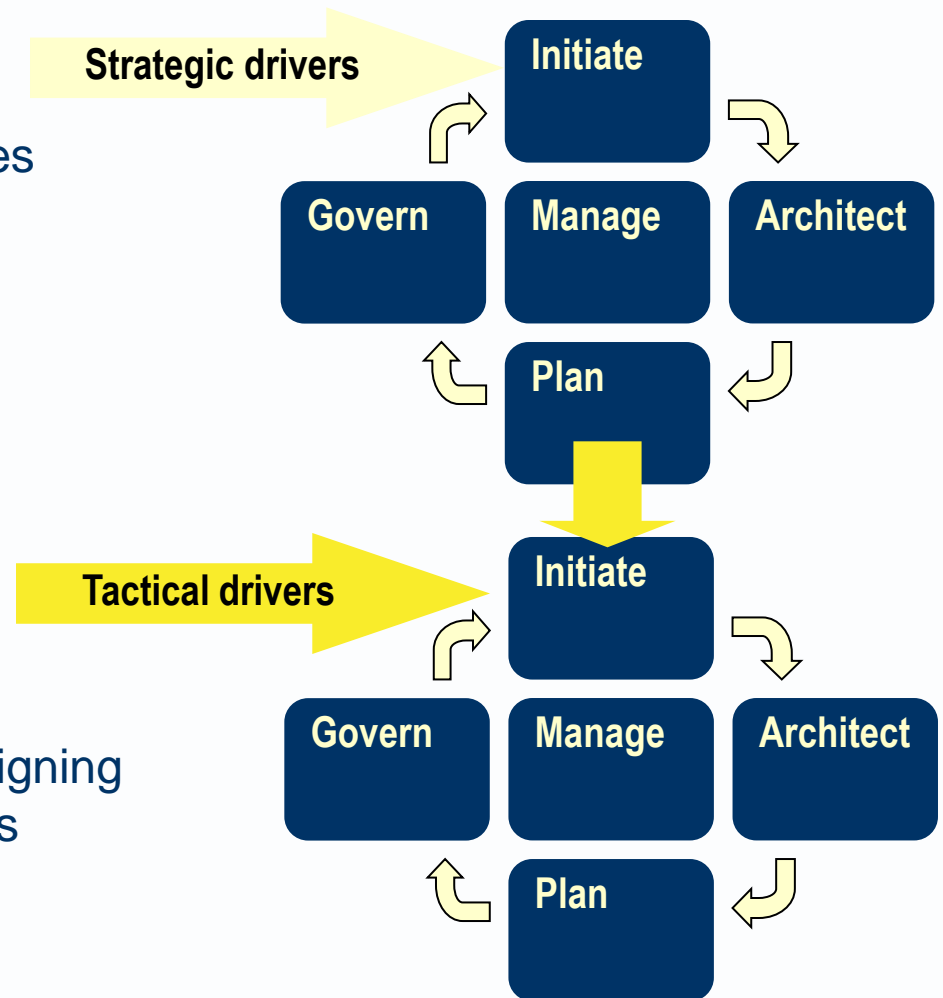 Strategic drivers
Initiate
es
Govern
Manage
Architect
Plan
Tactical drivers
Initiate
Govern
Manage
Architect
igning
s
Plan